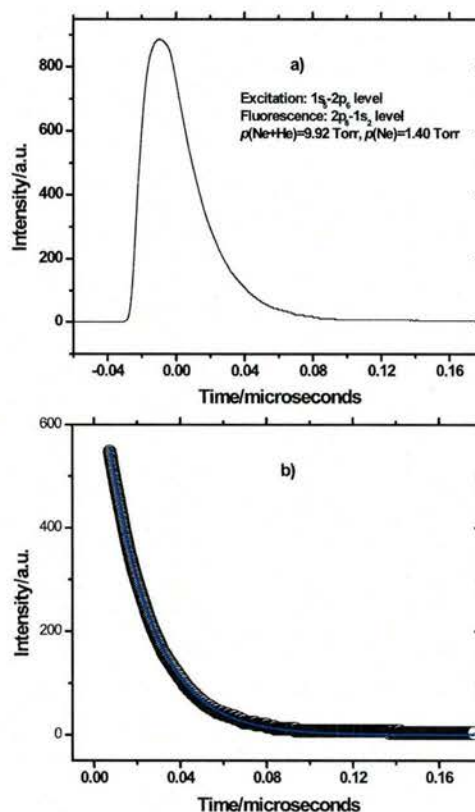 a)
Excitation: 1s₅-2p₆ level
Fluorescence: 2p₆-1s₂ level
p(Ne+He)=9.92 Torr, p(Ne)=1.40 Torr
Intensity/a.u.
800
600
400
200
0
-0.04 0.00 0.04 0.08 0.12 0.16
Time/microseconds
b)
Intensity/a.u.
600
400
200
0
0.00 0.04 0.08 0.12 0.16
Time/microseconds